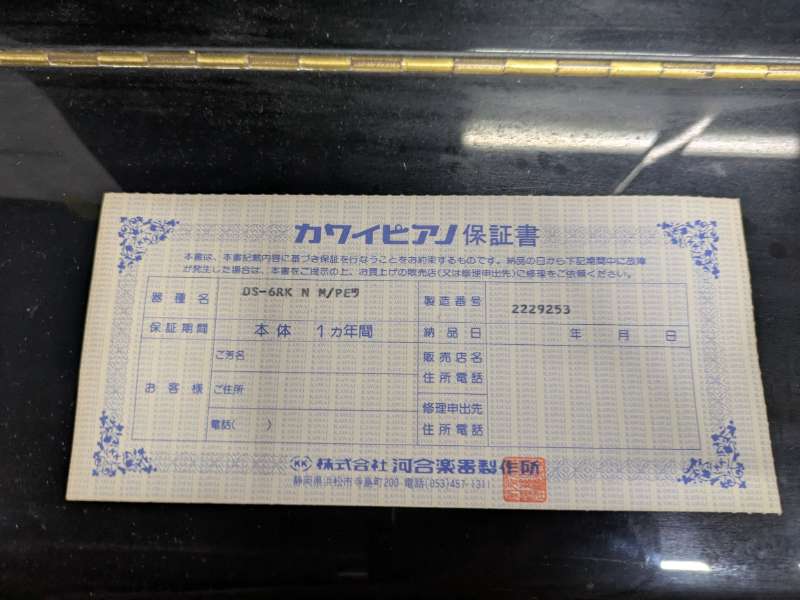 カワイピアノ保証書
本書は、本書記載内容に基づき保証を行なうことをお約束するものです。納品の日から下記期間中に故障
が発生した場合は、本書をご提示の上、お買上げの販売店(又は修理申出先)に修理をご依頼ください。
器種名 DS-6RK N M/PEﾜ 製造番号 2229253
保証期間 本体 1カ年間 納品日 年 月 日
お客様 ご芳名 販売店名
住所電話
ご住所
修理申出先
電話( ) 住所電話
KK 株式会社 河合楽器製作所
静岡県浜松市寺島町200 電話(053)457-1311